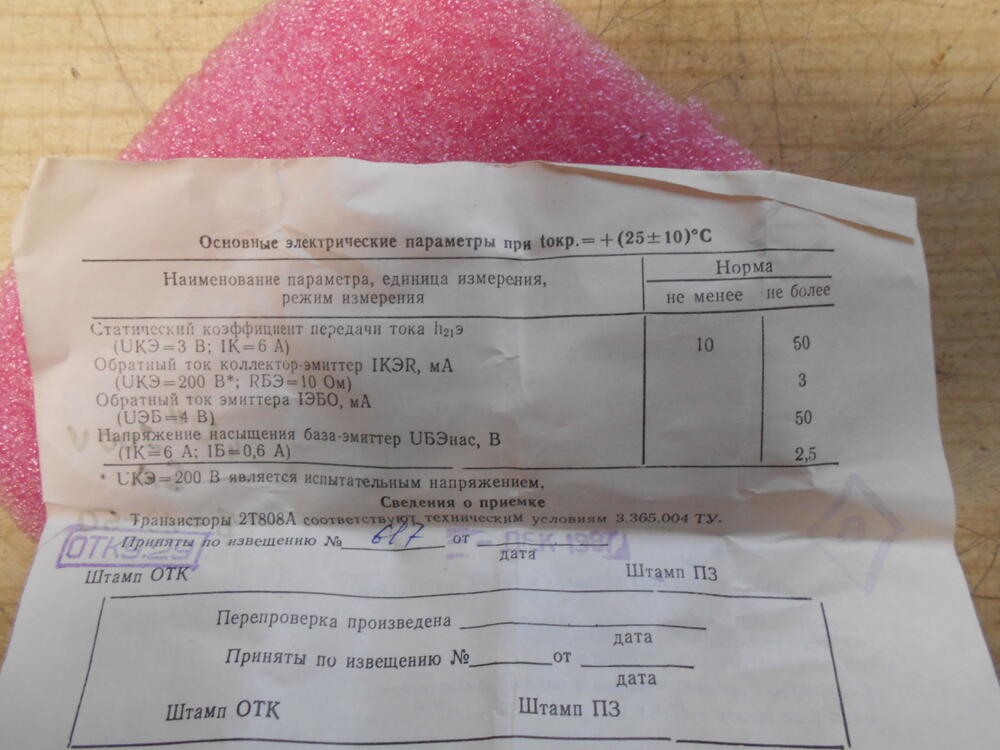 Основные электрические параметры при tокр.=+(25±10)°С
Наименование параметра, единица измерения, режим измерения
Норма
не менее
не более
Статический коэффициент передачи тока h21э
(UКЭ=3 В; IК=6 А)
10
50
Обратный ток коллектор-эмиттер IКЭR, мА
(UКЭ=200 В*; RБЭ=10 Ом)
3
Обратный ток эмиттера IЭБО, мА
(UЭБ=4 В)
50
Напряжение насыщения база-эмиттер UБЭнас, В
(IК=6 А; IБ=0,6 А)
2,5
* UКЭ=200 В является испытательным напряжением.
Сведения о приемке
Транзисторы 2Т808А соответствуют техническим условиям 3.365.004 ТУ.
Приняты по извещению № 687 от
дата
Штамп ОТК
Штамп ПЗ
Перепроверка произведена
дата
Приняты по извещению № от
дата
Штамп ОТК
Штамп ПЗ